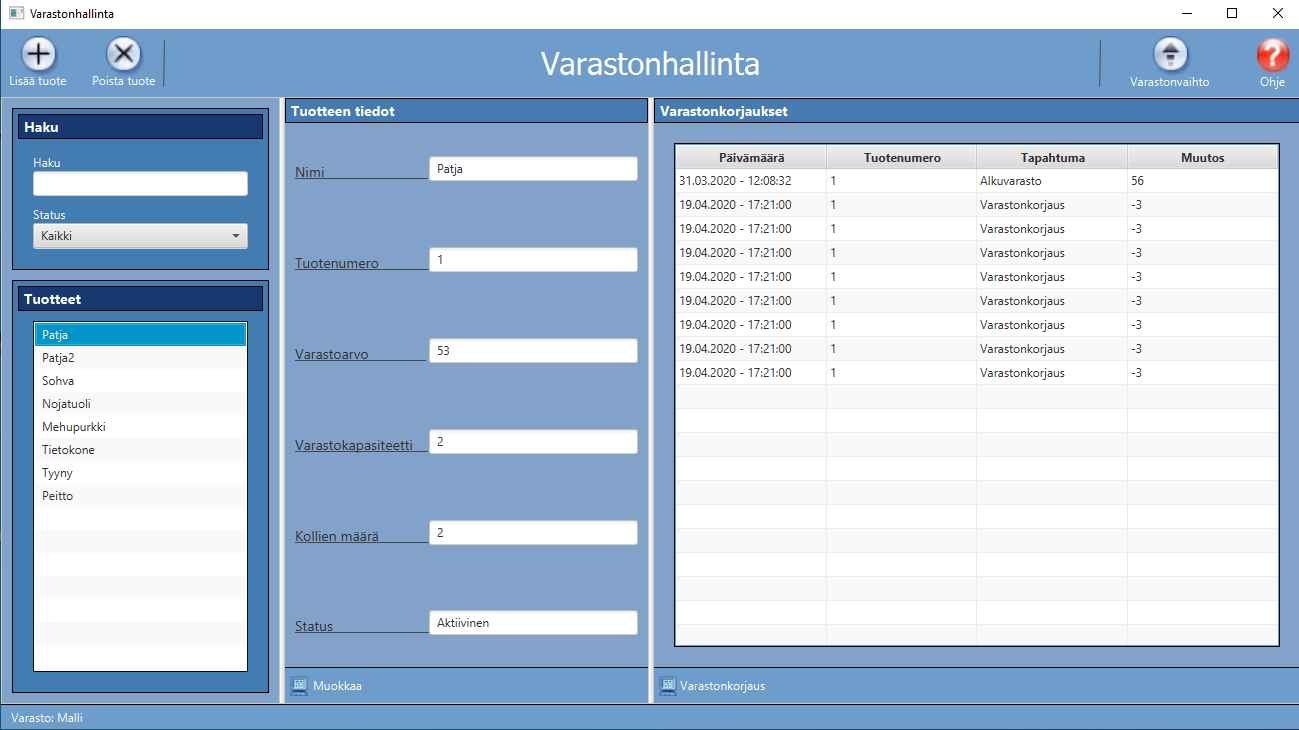 Varastonhallinta
Lisää tuote
Poista tuote
Varastonhallinta
Varastonvaihto
Ohje
Haku
Haku
Status
Kaikki
Tuotteet
Patja
Patja2
Sohva
Nojatuoli
Mehupurkki
Tietokone
Tyyny
Peitto
Tuotteen tiedot
Nimi Patja
Tuotenumero 1
Varastoarvo 53
Varastokapasiteetti 2
Kollien määrä 2
Status Aktiivinen
Muokkaa
Varastonkorjaukset
Päivämäärä Tuotenumero Tapahtuma Muutos
31.03.2020 - 12:08:32 1 Alkuvarasto 56
19.04.2020 - 17:21:00 1 Varastonkorjaus -3
19.04.2020 - 17:21:00 1 Varastonkorjaus -3
19.04.2020 - 17:21:00 1 Varastonkorjaus -3
19.04.2020 - 17:21:00 1 Varastonkorjaus -3
19.04.2020 - 17:21:00 1 Varastonkorjaus -3
19.04.2020 - 17:21:00 1 Varastonkorjaus -3
19.04.2020 - 17:21:00 1 Varastonkorjaus -3
19.04.2020 - 17:21:00 1 Varastonkorjaus -3
Varastonkorjaus
Varasto: Malli